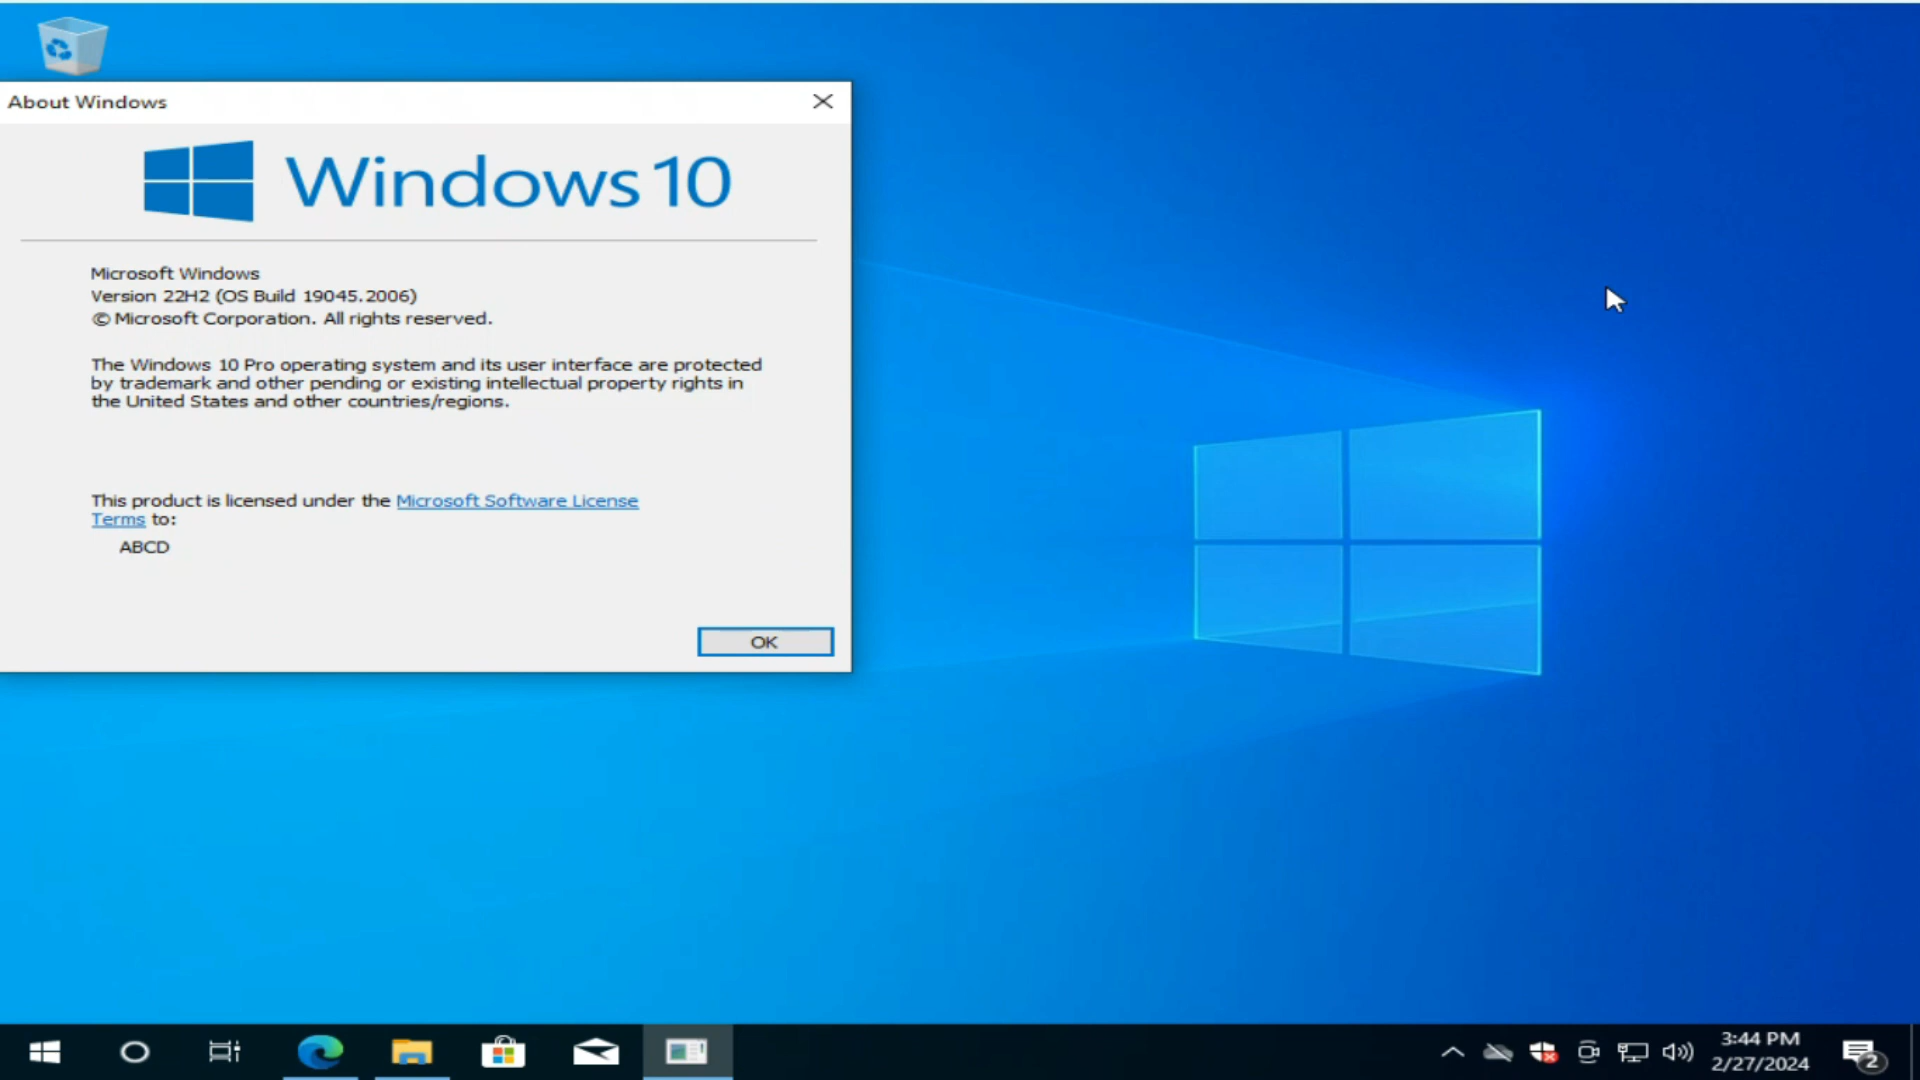 About Windows
Windows 10
Microsoft Windows
Version 22H2 (OS Build 19045.2006)
© Microsoft Corporation. All rights reserved.
The Windows 10 Pro operating system and its user interface are protected
by trademark and other pending or existing intellectual property rights in
the United States and other countries/regions.
This product is licensed under the Microsoft Software License
Terms to:
ABCD
OK
3:44 PM
2/27/2024
2